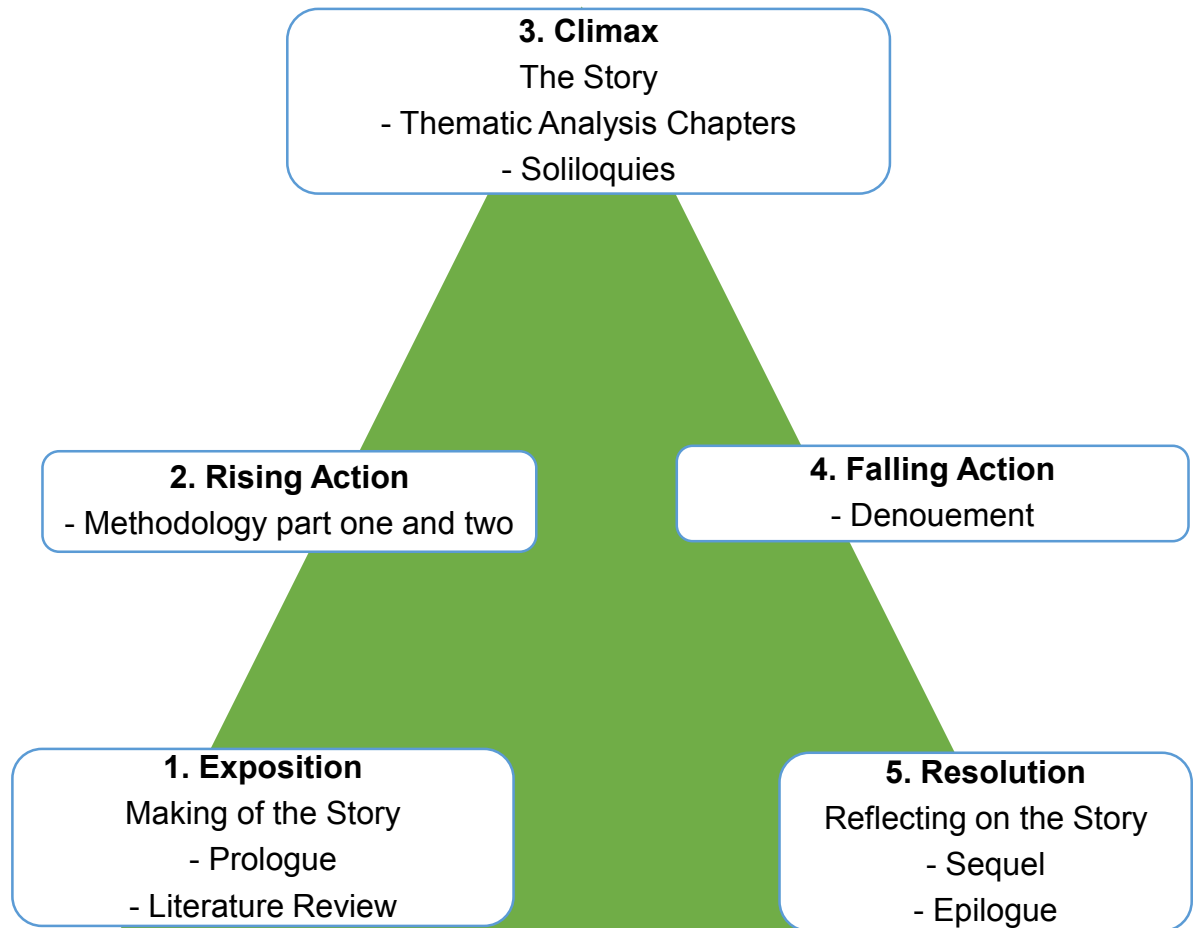 3. Climax
The Story
- Thematic Analysis Chapters
- Soliloquies
2. Rising Action
- Methodology part one and two
4. Falling Action
- Denouement
1. Exposition
Making of the Story
- Prologue
- Literature Review
5. Resolution
Reflecting on the Story
- Sequel
- Epilogue